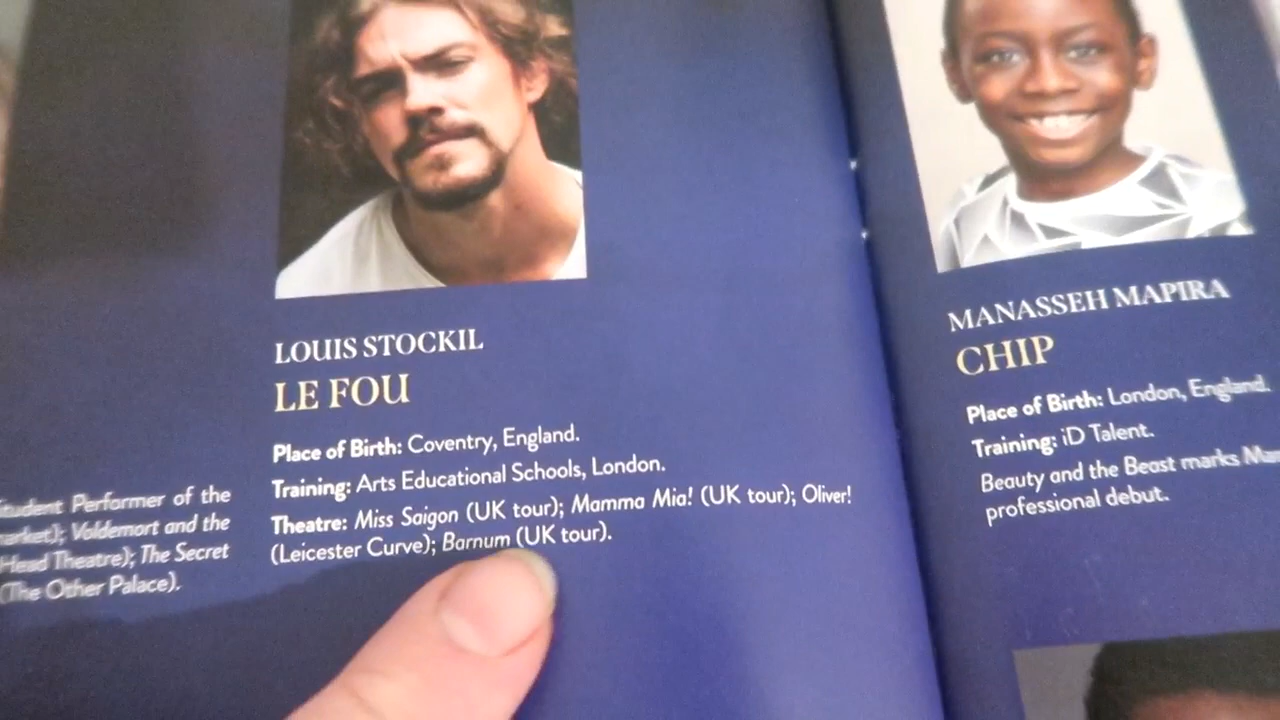 Student Performer of the
Voldemort and the
Head Theatre); The Secret
(The Other Palace).
LOUIS STOCKIL
LE FOU
Place of Birth: Coventry, England.
Training: Arts Educational Schools, London.
Theatre: Miss Saigon (UK tour); Mamma Mia! (UK tour); Oliver!
(Leicester Curve); Barnum (UK tour).
MANASSEH MAPIRA
CHIP
Place of Birth: London, England.
Training: iD Talent.
Beauty and the Beast marks
professional debut.